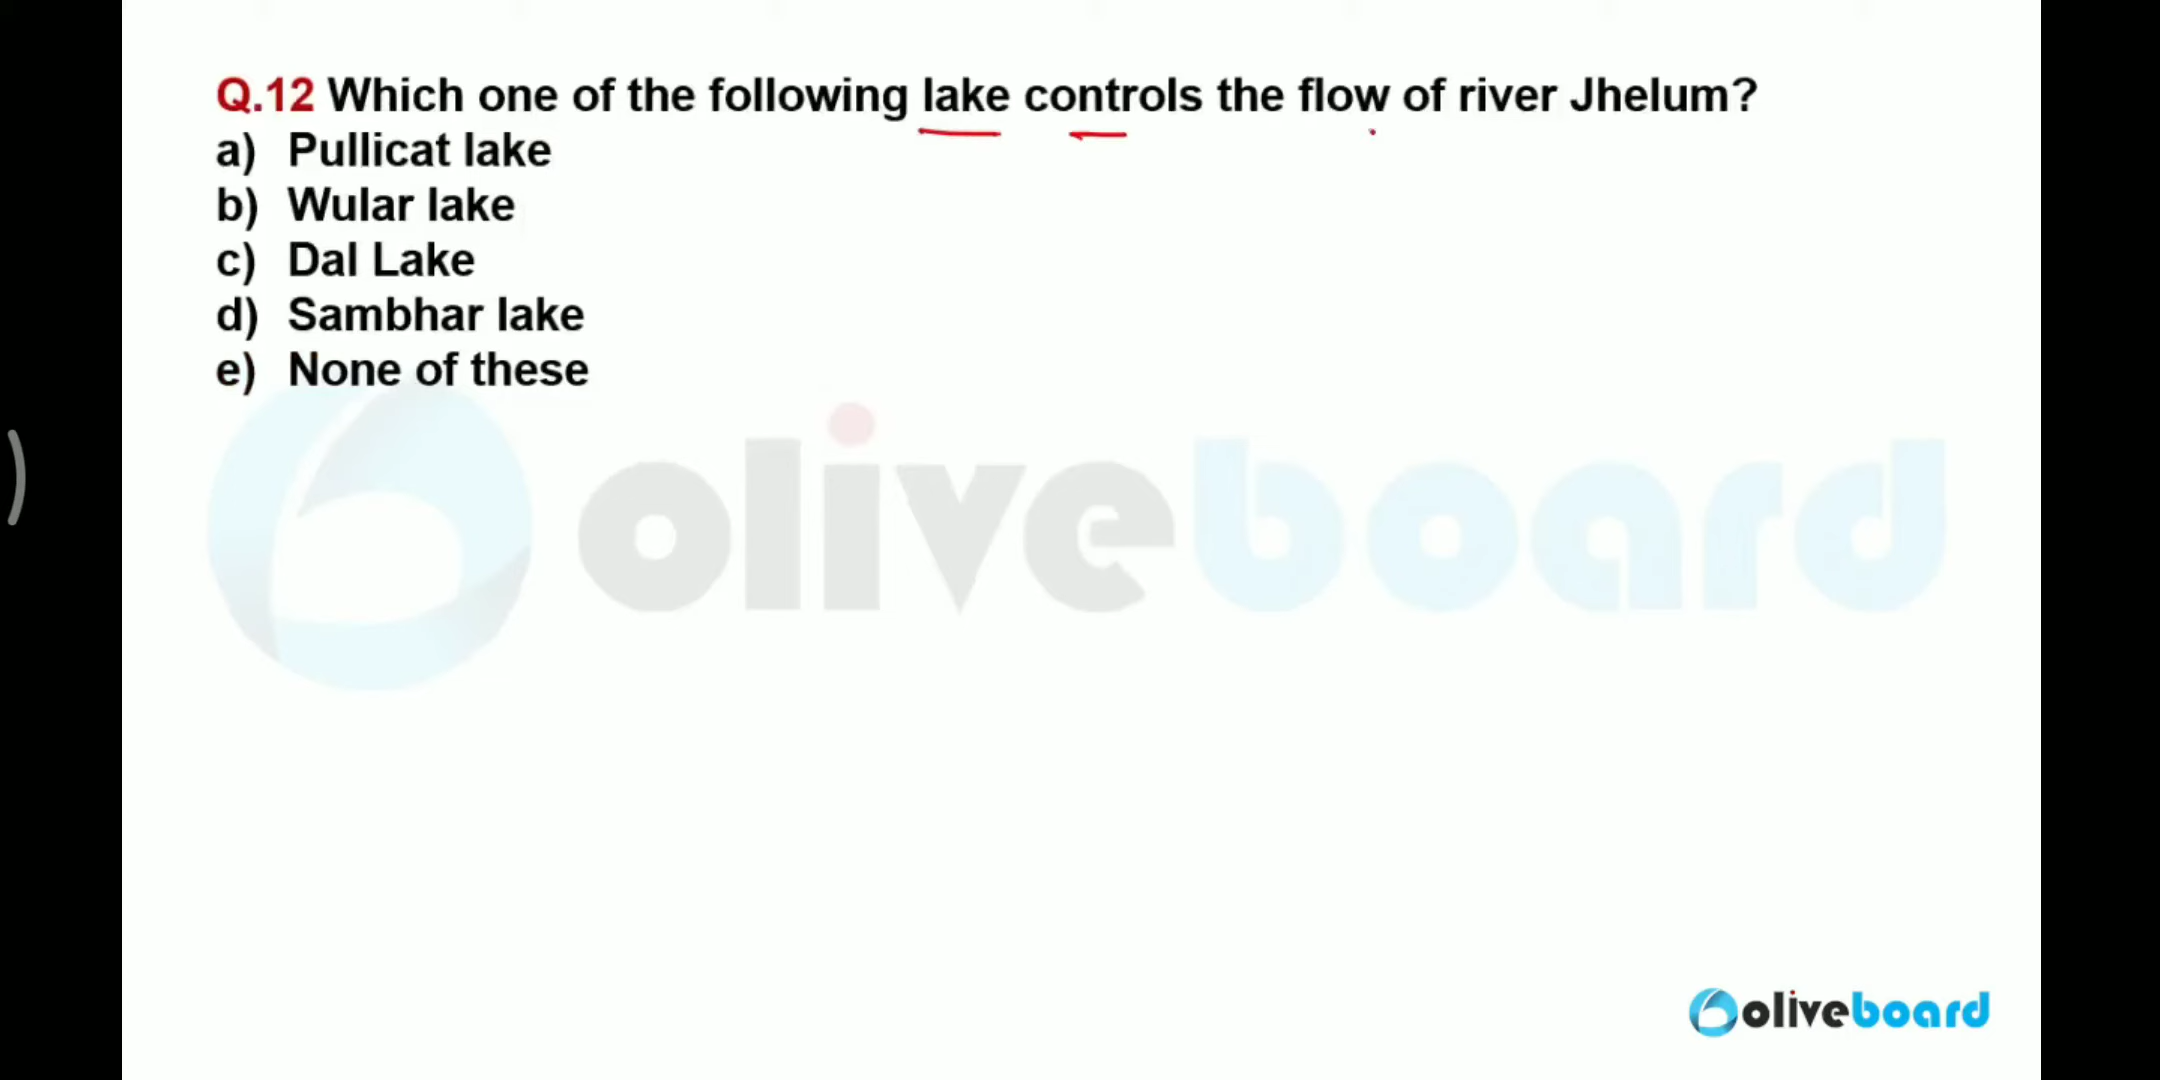 Q.12 Which one of the following lake controls the flow of river Jhelum?
a) Pullicat lake
b) Wular lake
c) Dal Lake
d) Sambhar lake
e) None of these
oliveboard
oliveboard